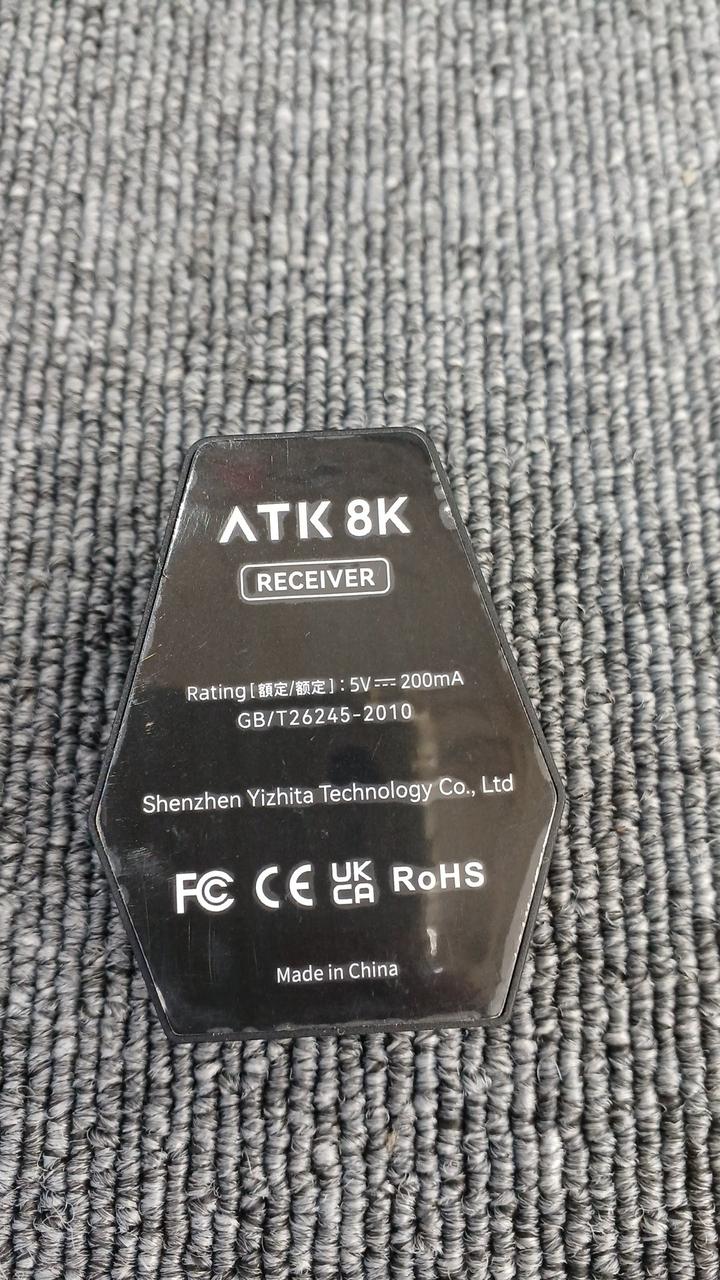 ATK 8K
RECEIVER
Rating[額定/额定]:5V⎓200mA
GB/T26245-2010
Shenzhen Yizhita Technology Co., Ltd
FC CE UK CA RoHS
Made in China